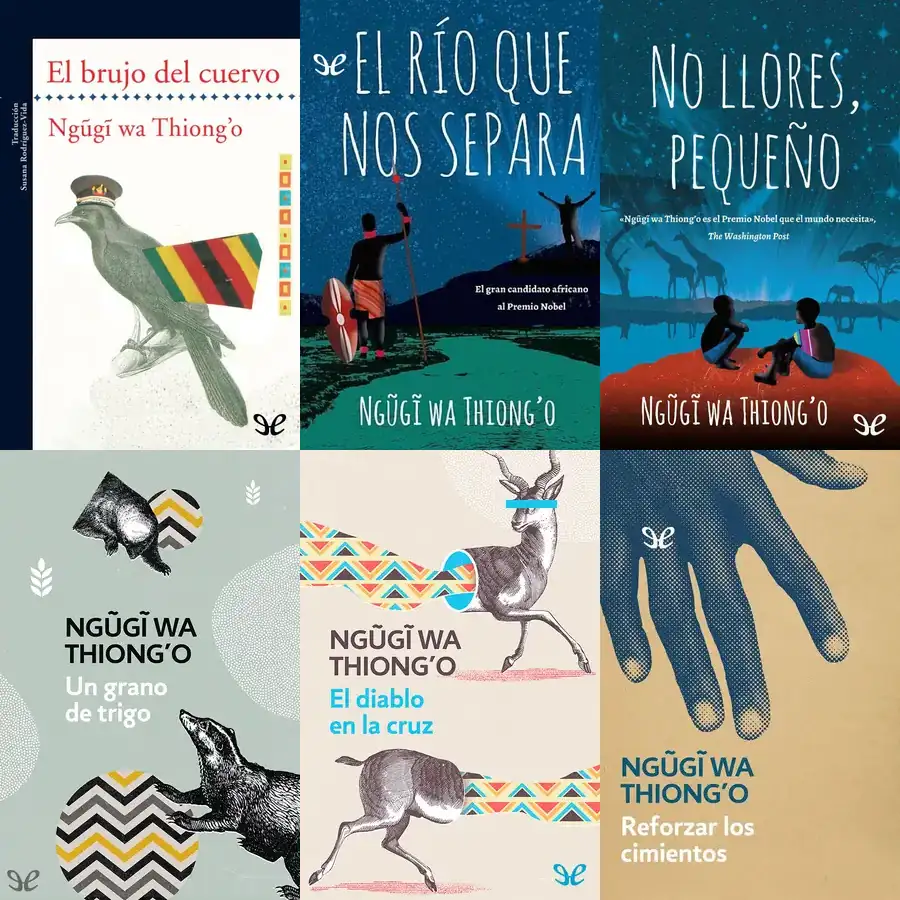 El brujo del cuervo
Ngũgĩ wa Thiong’o
Traducción
Susana Rodríguez-Vida
EL RÍO QUE
NOS SEPARA
El gran candidato africano
al Premio Nobel
NGŨGĨ WA THIONG’O
NO LLORES,
PEQUEÑO
«Ngũgĩ wa Thiong’o es el Premio Nobel que el mundo necesita»,
The Washington Post
NGŨGĨ WA THIONG’O
NGŨGĨ WA
THIONG’O
Un grano
de trigo
NGŨGĨ WA
THIONG’O
El diablo
en la cruz
NGŨGĨ WA
THIONG’O
Reforzar los
cimientos